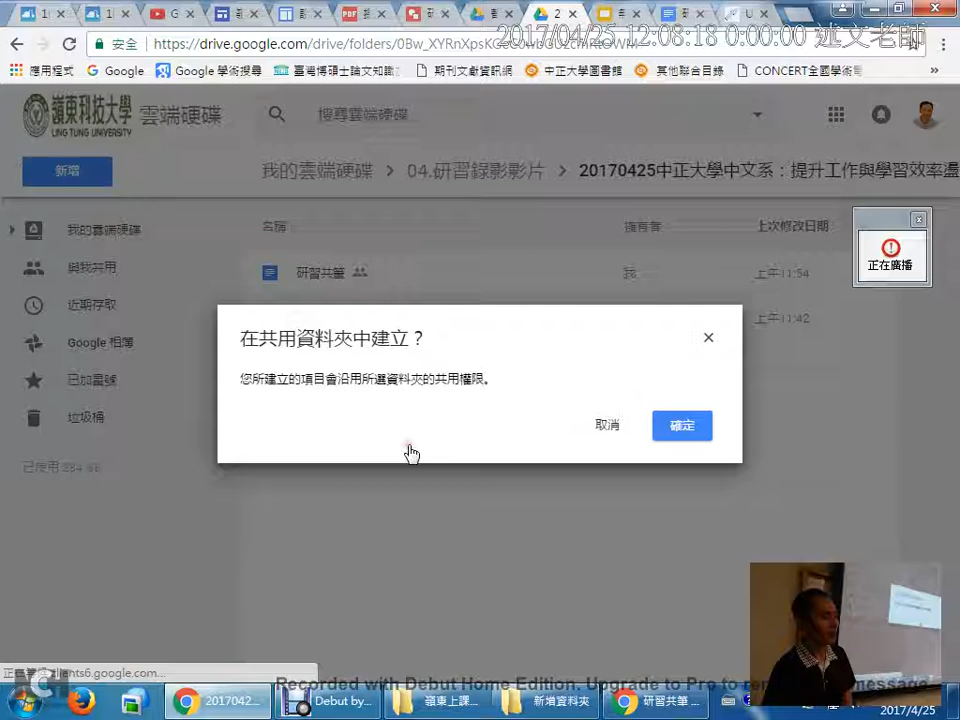 2017/04/25 12:08:18 0:00:00 述文老師
安全 https://drive.google.com/drive/folders/
應用程式 Google Google 學術搜尋 臺灣博碩士論文知識 期刊文獻資訊網 中正大學圖書館 其他聯合目錄 CONCERT全國學術
嶺東科技大學 雲端硬碟
LING TUNG UNIVERSITY
搜尋雲端硬碟
新增
我的雲端硬碟 > 04.研習錄影影片 > 20170425中正大學中文系：提升工作與學習效率盡
名稱 擁有者 上次修改日期
我的雲端硬碟
與我共用
近期存取
Google 相簿
已加星號
垃圾桶
已使用 284 GB
研習共筆 我 上午11:54
上午11:42
正在廣播
在共用資料夾中建立？
您所建立的項目會沿用所選資料夾的共用權限。
取消 確定
clients6.google.com...
Recorded with Debut Home Edition. Upgrade to Pro to message
2017042... Debut by... 嶺東上課... 新增資料夾 研習共筆...
2017/4/25